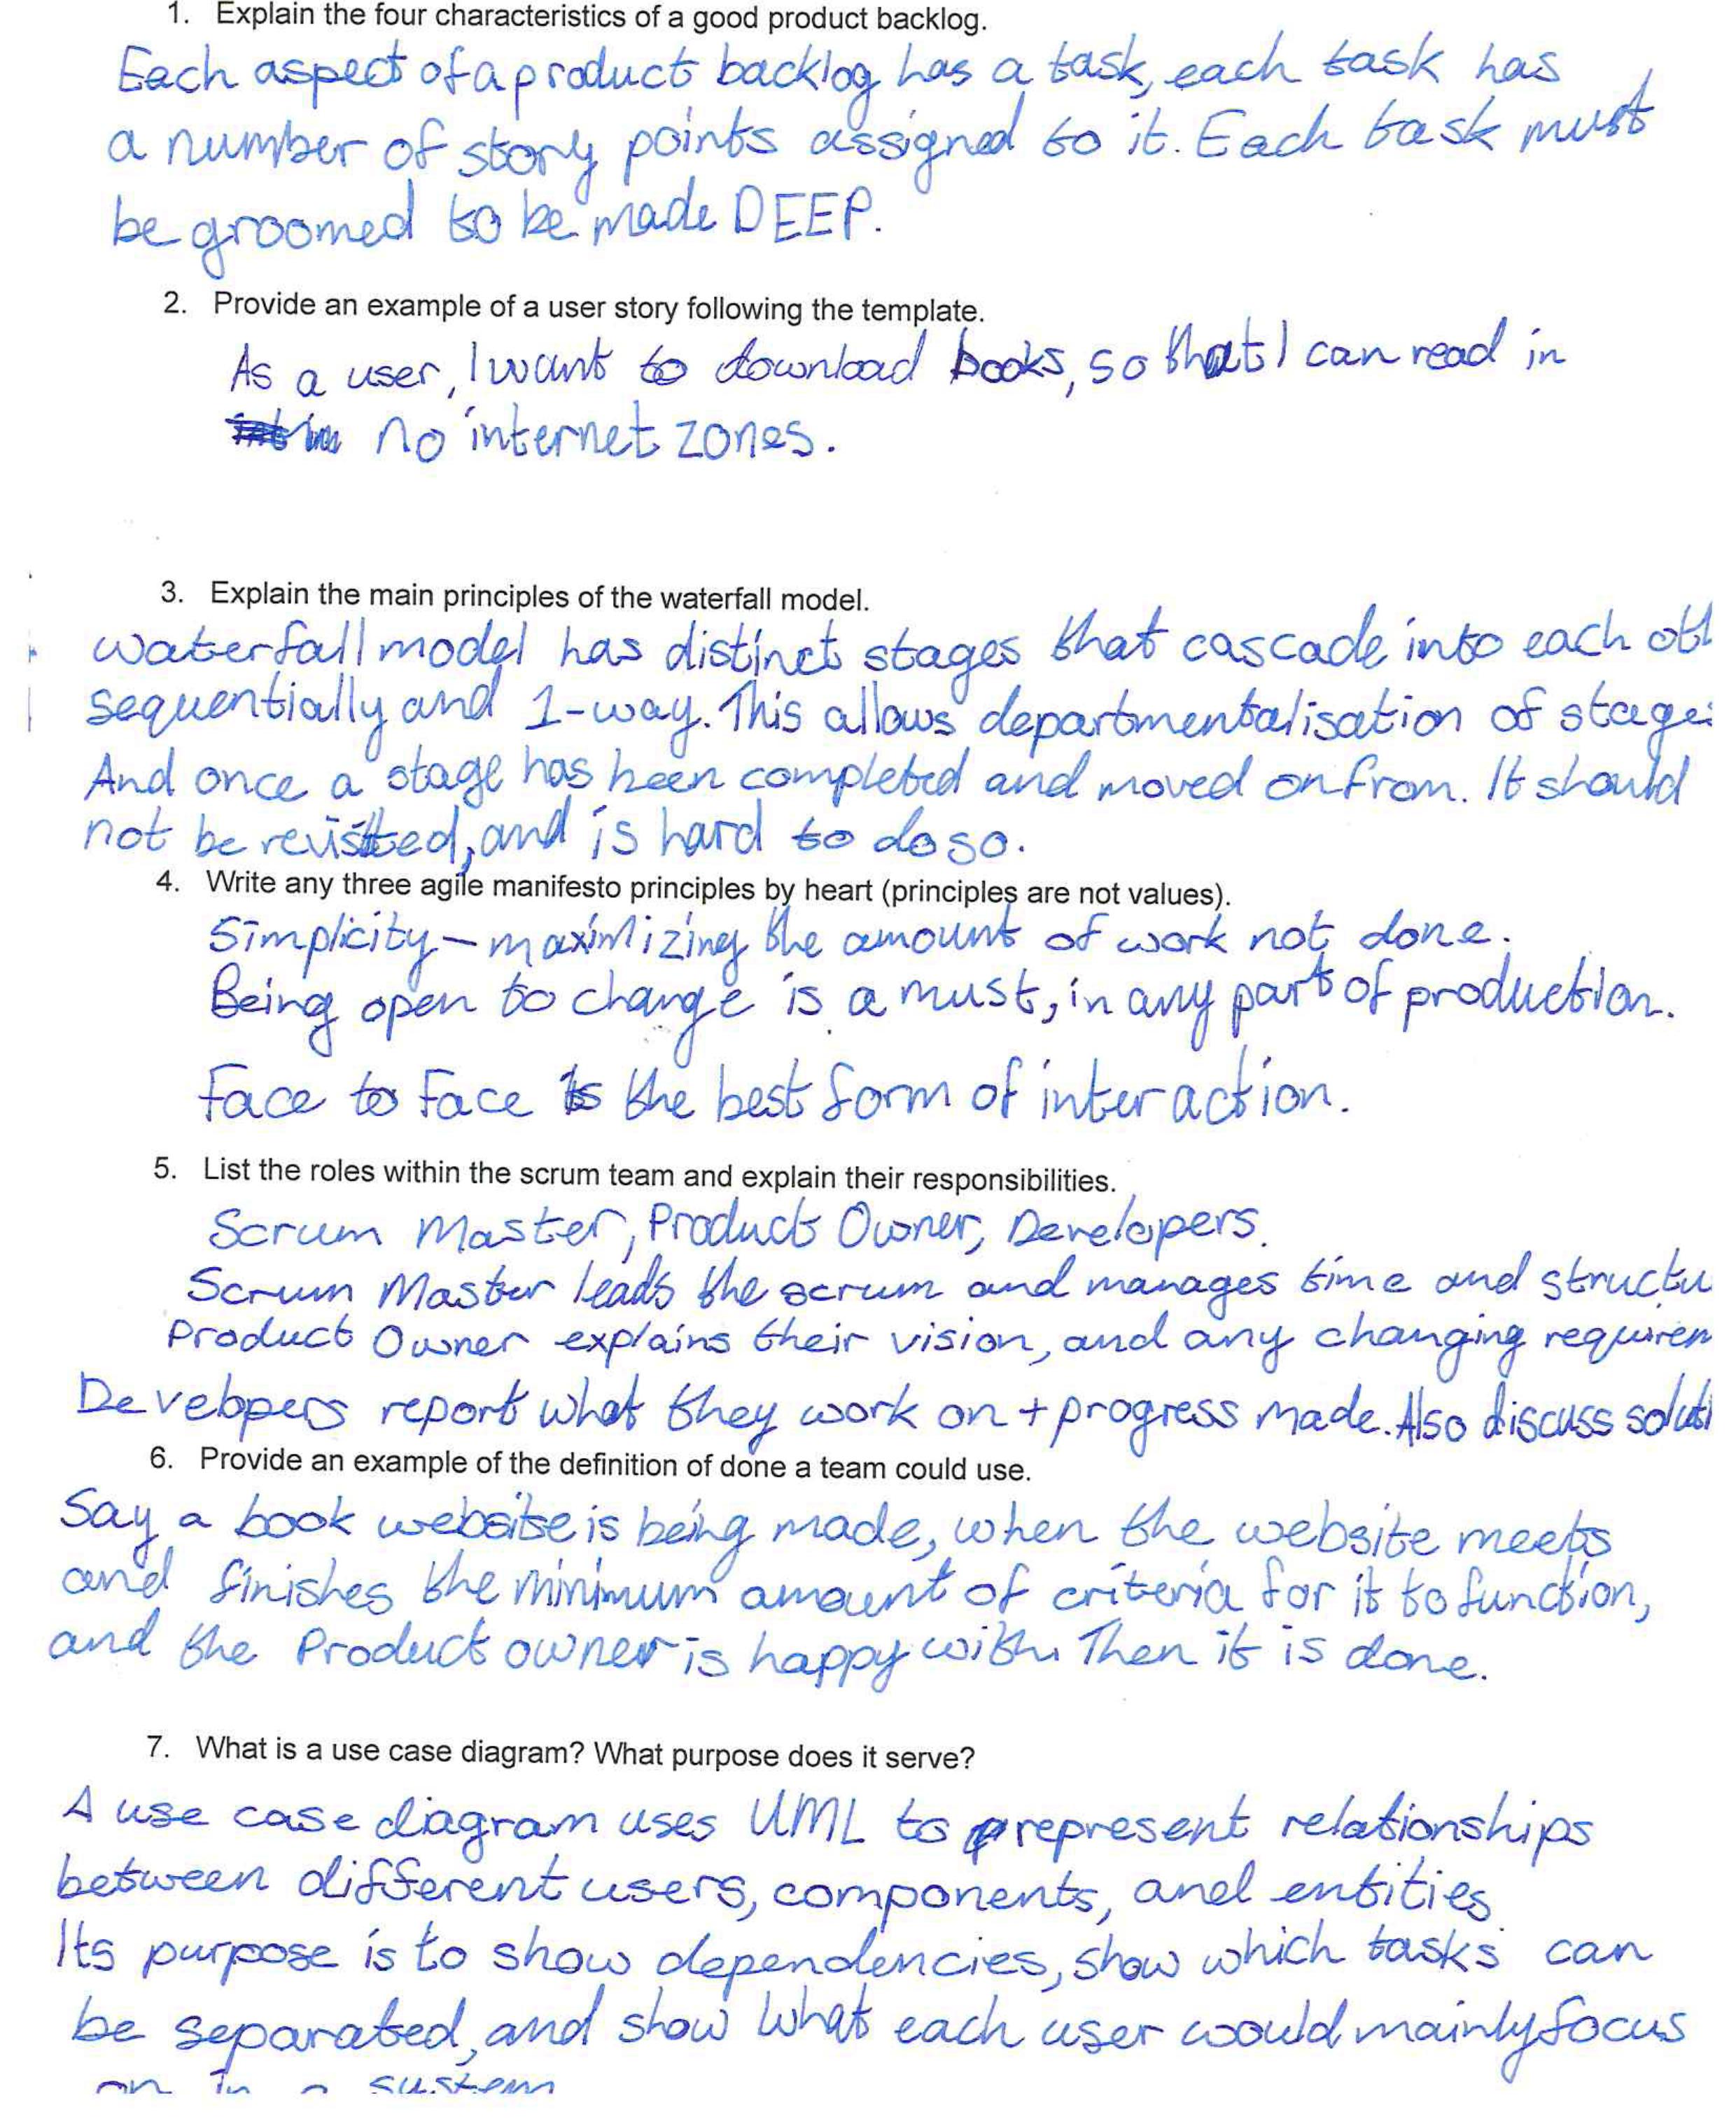 1. Explain the four characteristics of a good product backlog.
Each aspect of a product backlog has a task, each task has
a number of story points assigned to it. Each task must
be groomed to be made DEEP.
2. Provide an example of a user story following the template.
As a user, I want to download books, so that I can read in
no internet zones.
3. Explain the main principles of the waterfall model.
Waterfall model has distinct stages that cascade into each
sequentially and 1-way. This allows departmentalisation of stages
And once a stage has been completed and moved on from. It should
not be revisited, and is hard to do so.
4. Write any three agile manifesto principles by heart (principles are not values).
Simplicity - maximizing the amount of work not done.
Being open to change is a must, in any part of production.
Face to Face is the best form of interaction.
5. List the roles within the scrum team and explain their responsibilities.
Scrum Master, Product Owner, Developers.
Scrum Master leads the scrum and manages time and structu
Product Owner explains their vision, and any changing requirem
Developers report what they work on + progress made. Also discuss soluti
6. Provide an example of the definition of done a team could use.
Say a book website is being made, when the website meets
and finishes the minimum amount of criteria for it to function,
and the Product owner is happy with. Then it is done.
7. What is a use case diagram? What purpose does it serve?
A use case diagram uses UML to represent relationships
between different users, components, and entities.
Its purpose is to show dependencies, show which tasks can
be separated, and show what each user would mainly focus
on in a system